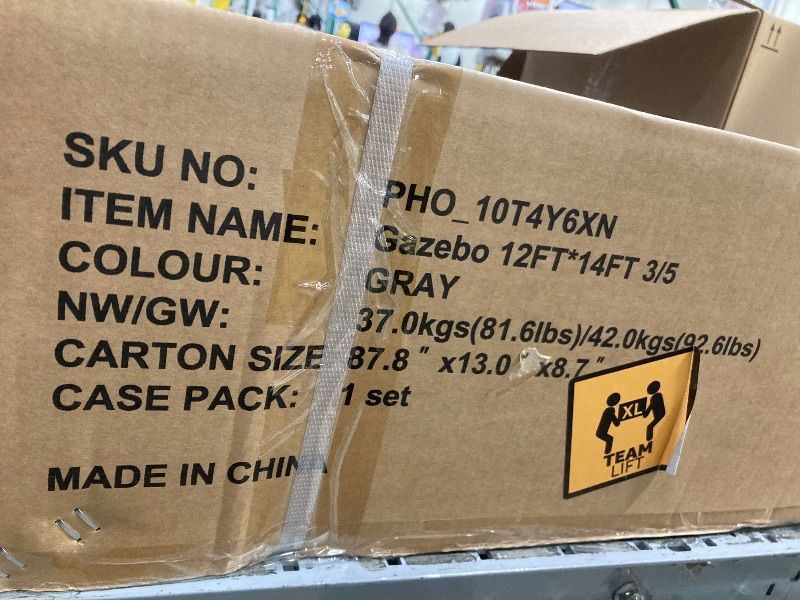 SKU NO: PHO_10T4Y6XN
ITEM NAME: Gazebo 12FT*14FT 3/5
COLOUR: GRAY
NW/GW: 37.0kgs(81.6lbs)/42.0kgs(92.6lbs)
CARTON SIZE 87.8" x13.0 "x8.7"
CASE PACK: 1 set
MADE IN CHINA
XL
TEAM
LIFT